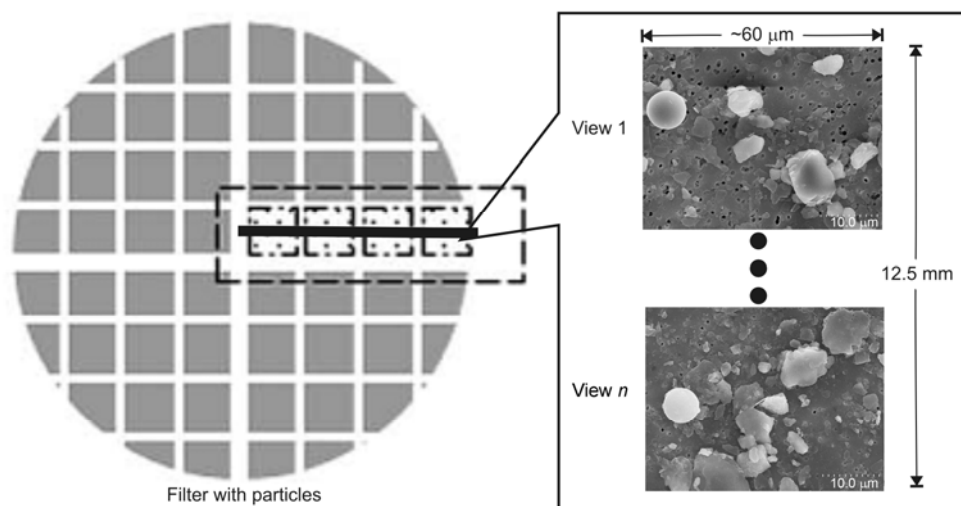 ~60 μm
View 1
10.0 μm
12.5 mm
View n
10.0 μm
Filter with particles